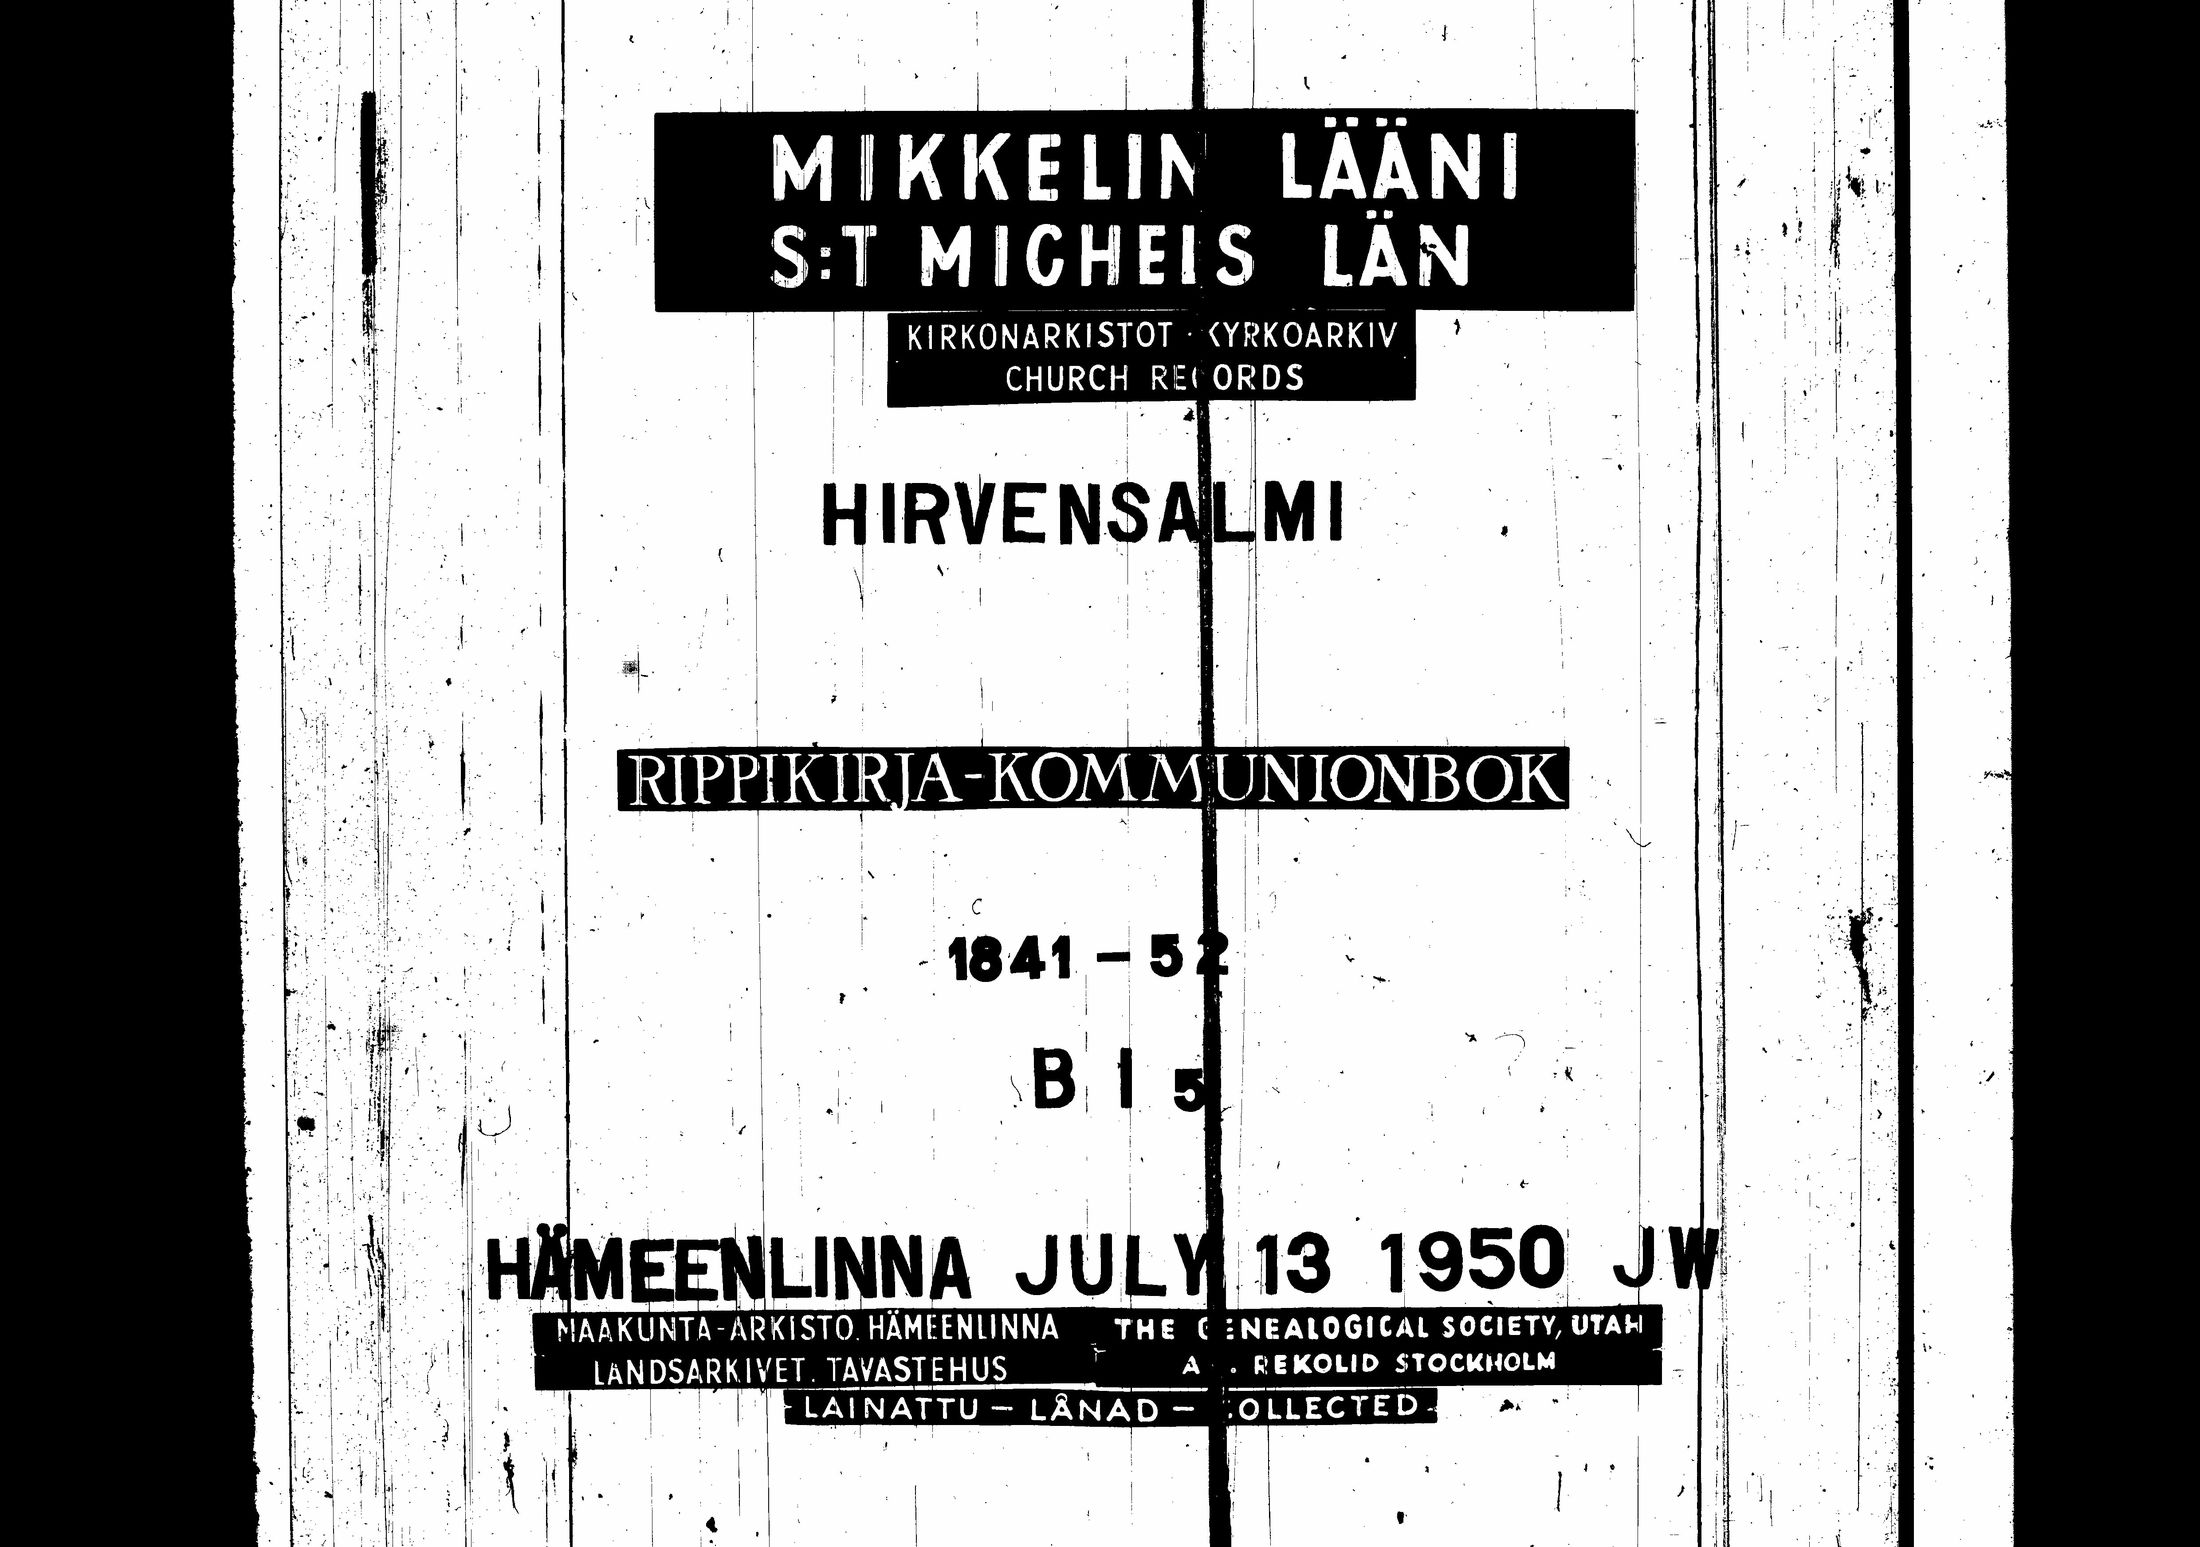 MIKKELIN LÄÄNI
S:T MICHELS LÄN
KIRKONARKISTOT · KYRKOARKIV
CHURCH RECORDS
HIRVENSALMI
RIPPIKIRJA-KOMMUNIONBOK
1841-52
B I 5
HÄMEENLINNA JULY 13 1950 JW
MAAKUNTA-ARKISTO. HÄMEENLINNA
LANDSARKIVET. TAVASTEHUS
THE GENEALOGICAL SOCIETY, UTAH
REKOLID STOCKHOLM
LAINATTU - LÅNAD - COLLECTED